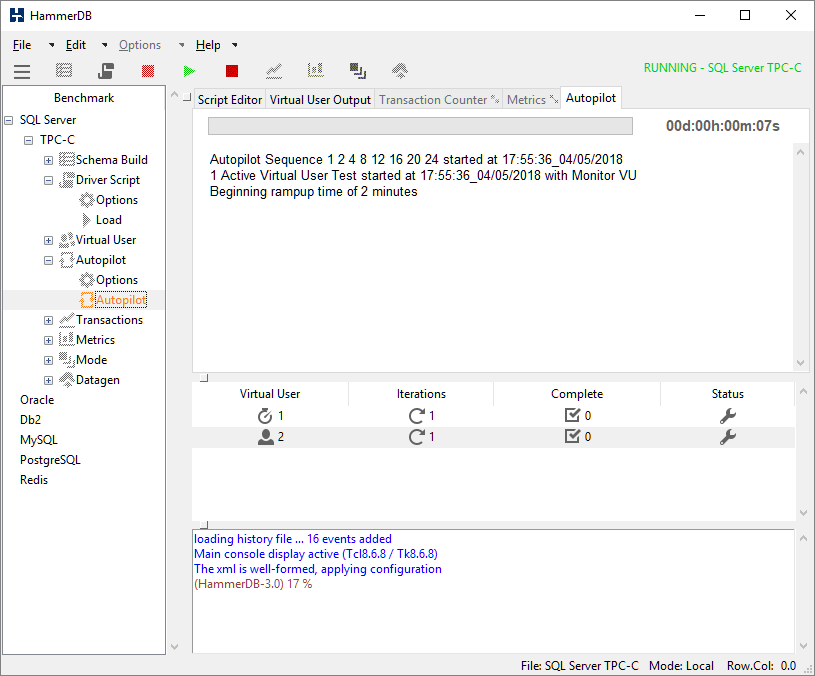 HammerDB
File Edit Options Help
RUNNING - SQL Server TPC-C
Benchmark
SQL Server
TPC-C
Schema Build
Driver Script
Options
Load
Virtual User
Autopilot
Options
Autopilot
Transactions
Metrics
Mode
Datagen
Oracle
Db2
MySQL
PostgreSQL
Redis
Script Editor Virtual User Output Transaction Counter Metrics Autopilot
00d:00h:00m:07s
Autopilot Sequence 1 2 4 8 12 16 20 24 started at 17:55:36_04/05/2018
1 Active Virtual User Test started at 17:55:36_04/05/2018 with Monitor VU
Beginning rampup time of 2 minutes
Virtual User Iterations Complete Status
1 1 0
2 1 0
loading history file ... 16 events added
Main console display active (Tcl8.6.8 / Tk8.6.8)
The xml is well-formed, applying configuration
(HammerDB-3.0) 17 %
File: SQL Server TPC-C Mode: Local Row.Col: 0.0